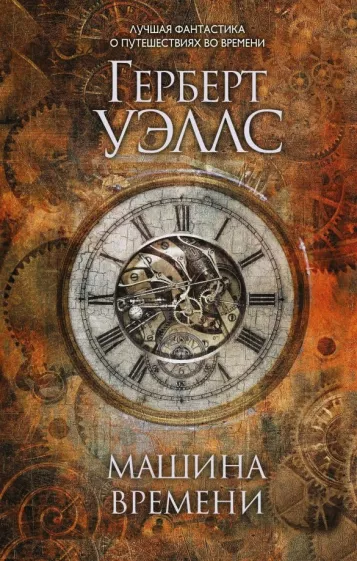 ЛУЧШАЯ ФАНТАСТИКА
О ПУТЕШЕСТВИЯХ ВО ВРЕМЕНИ
ГЕРБЕРТ
УЭЛЛС
МАШИНА
ВРЕМЕНИ